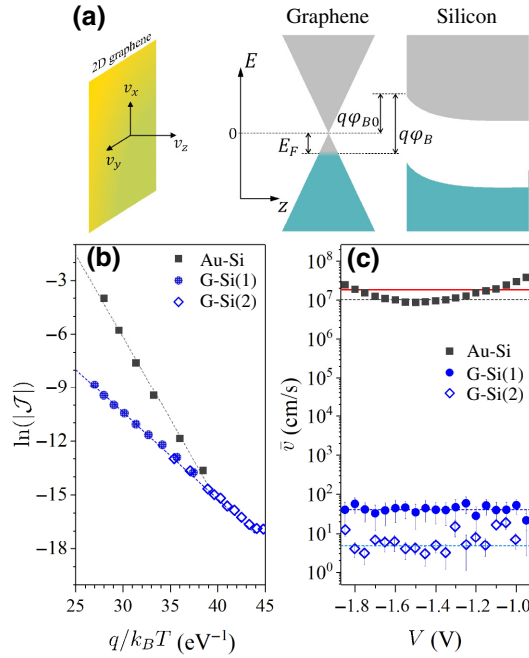 (a)
Graphene
Silicon
2D graphene
E
v_x
v_y
v_z
0
E_F
qφ_{B0}
qφ_B
z
(b)
Au-Si
G-Si(1)
G-Si(2)
ln(|𝒥|)
−3
−6
−9
−12
−15
−18
25 30 35 40 45
q/k_BT (eV⁻¹)
(c)
Au-Si
G-Si(1)
G-Si(2)
v̄ (cm/s)
10⁸
10⁷
10⁶
10⁵
10⁴
10³
10²
10¹
10⁰
−1.8 −1.6 −1.4 −1.2 −1.0
V (V)